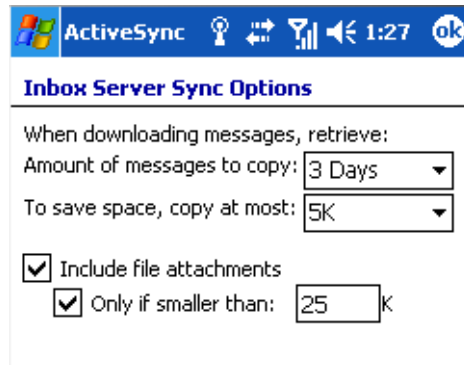 ActiveSync 1:27 ok
Inbox Server Sync Options
When downloading messages, retrieve:
Amount of messages to copy: 3 Days
To save space, copy at most: 5K
Include file attachments
Only if smaller than: 25 K